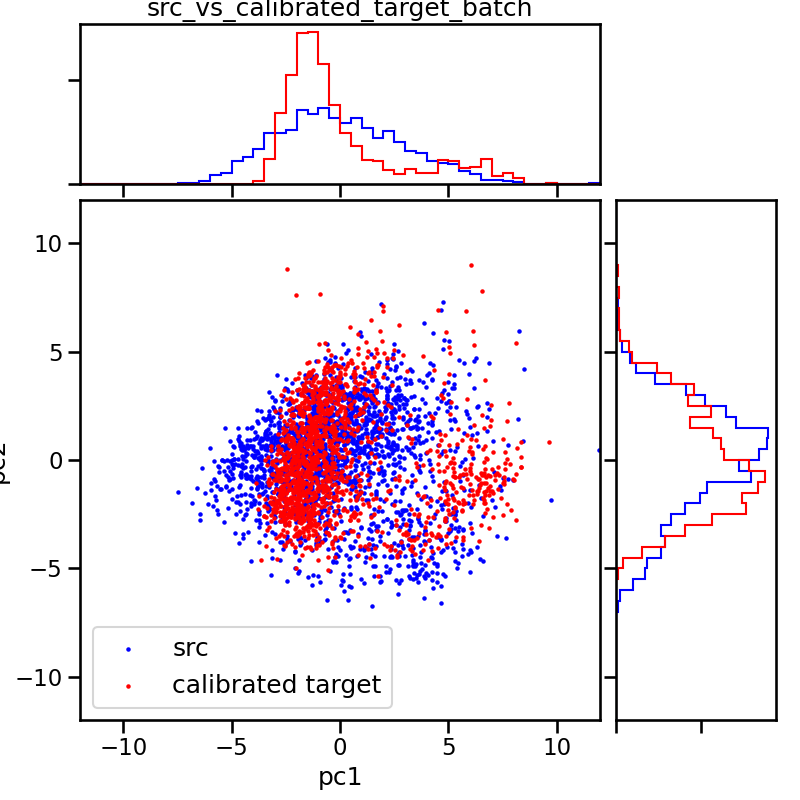 src_vs_calibrated_target_batch
10
5
0
−5
−10
pc2
src
calibrated target
−10
−5
0
5
10
pc1